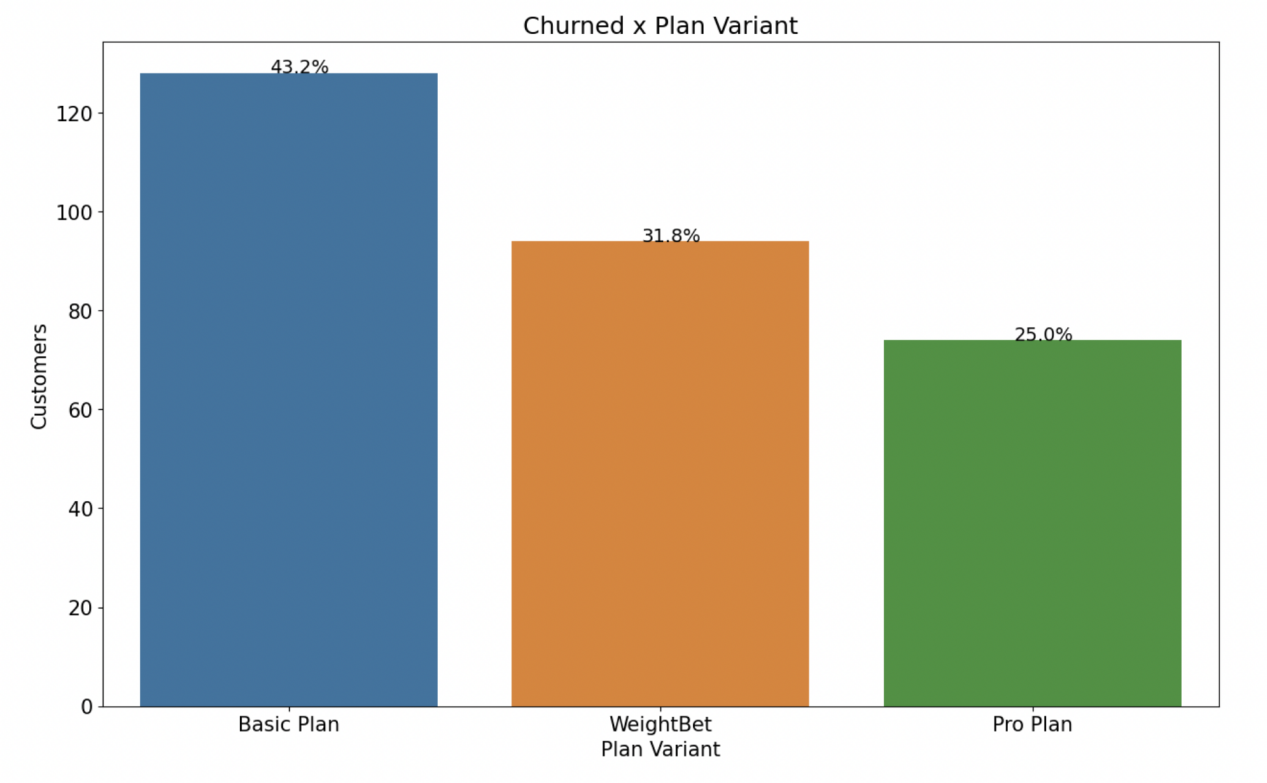 Churned x Plan Variant
43.2%
31.8%
25.0%
120
100
80
60
40
20
0
Customers
Basic Plan
WeightBet
Pro Plan
Plan Variant